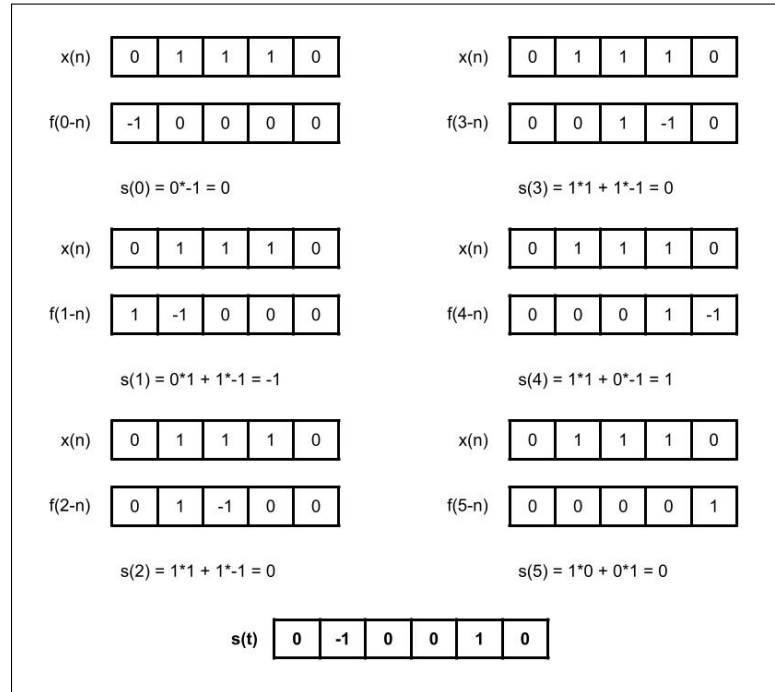 x(n) 0 1 1 1 0
f(0-n) -1 0 0 0 0
s(0) = 0*-1 = 0
x(n) 0 1 1 1 0
f(1-n) 1 -1 0 0 0
s(1) = 0*1 + 1*-1 = -1
x(n) 0 1 1 1 0
f(2-n) 0 1 -1 0 0
s(2) = 1*1 + 1*-1 = 0
x(n) 0 1 1 1 0
f(3-n) 0 0 1 -1 0
s(3) = 1*1 + 1*-1 = 0
x(n) 0 1 1 1 0
f(4-n) 0 0 0 1 -1
s(4) = 1*1 + 0*-1 = 1
x(n) 0 1 1 1 0
f(5-n) 0 0 0 0 1
s(5) = 1*0 + 0*1 = 0
s(t) 0 -1 0 0 1 0